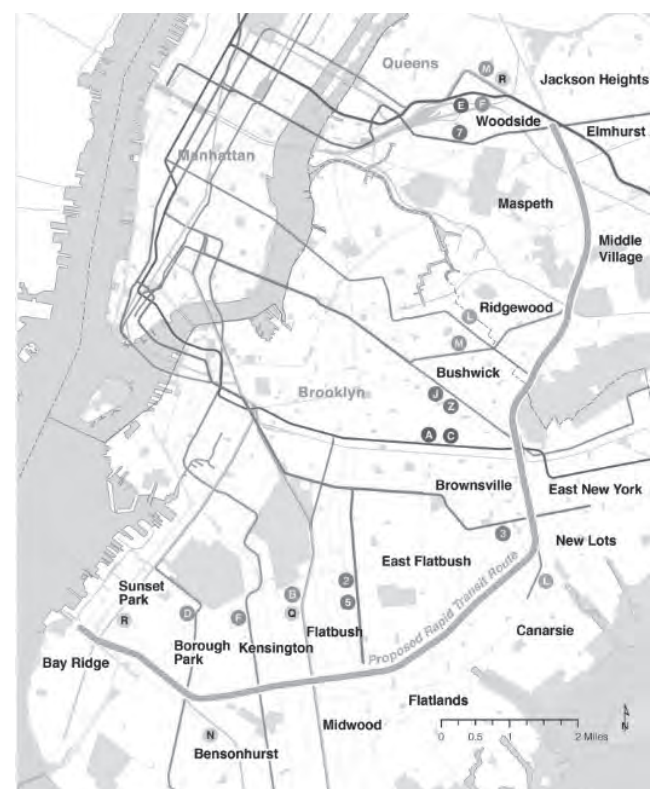 Queens
M
R
Jackson Heights
E
F
Woodside
7
Elmhurst
Manhattan
Maspeth
Middle
Village
Ridgewood
L
M
Bushwick
Brooklyn
J
Z
A
C
Brownsville
East New York
3
New Lots
East Flatbush
Proposed Rapid Transit Route
L
Canarsie
Sunset
Park
R
D
F
B
Q
2
5
Borough
Park
Kensington
Flatbush
Bay Ridge
Flatlands
Midwood
N
Bensonhurst
N
0 0.5 1 2 Miles